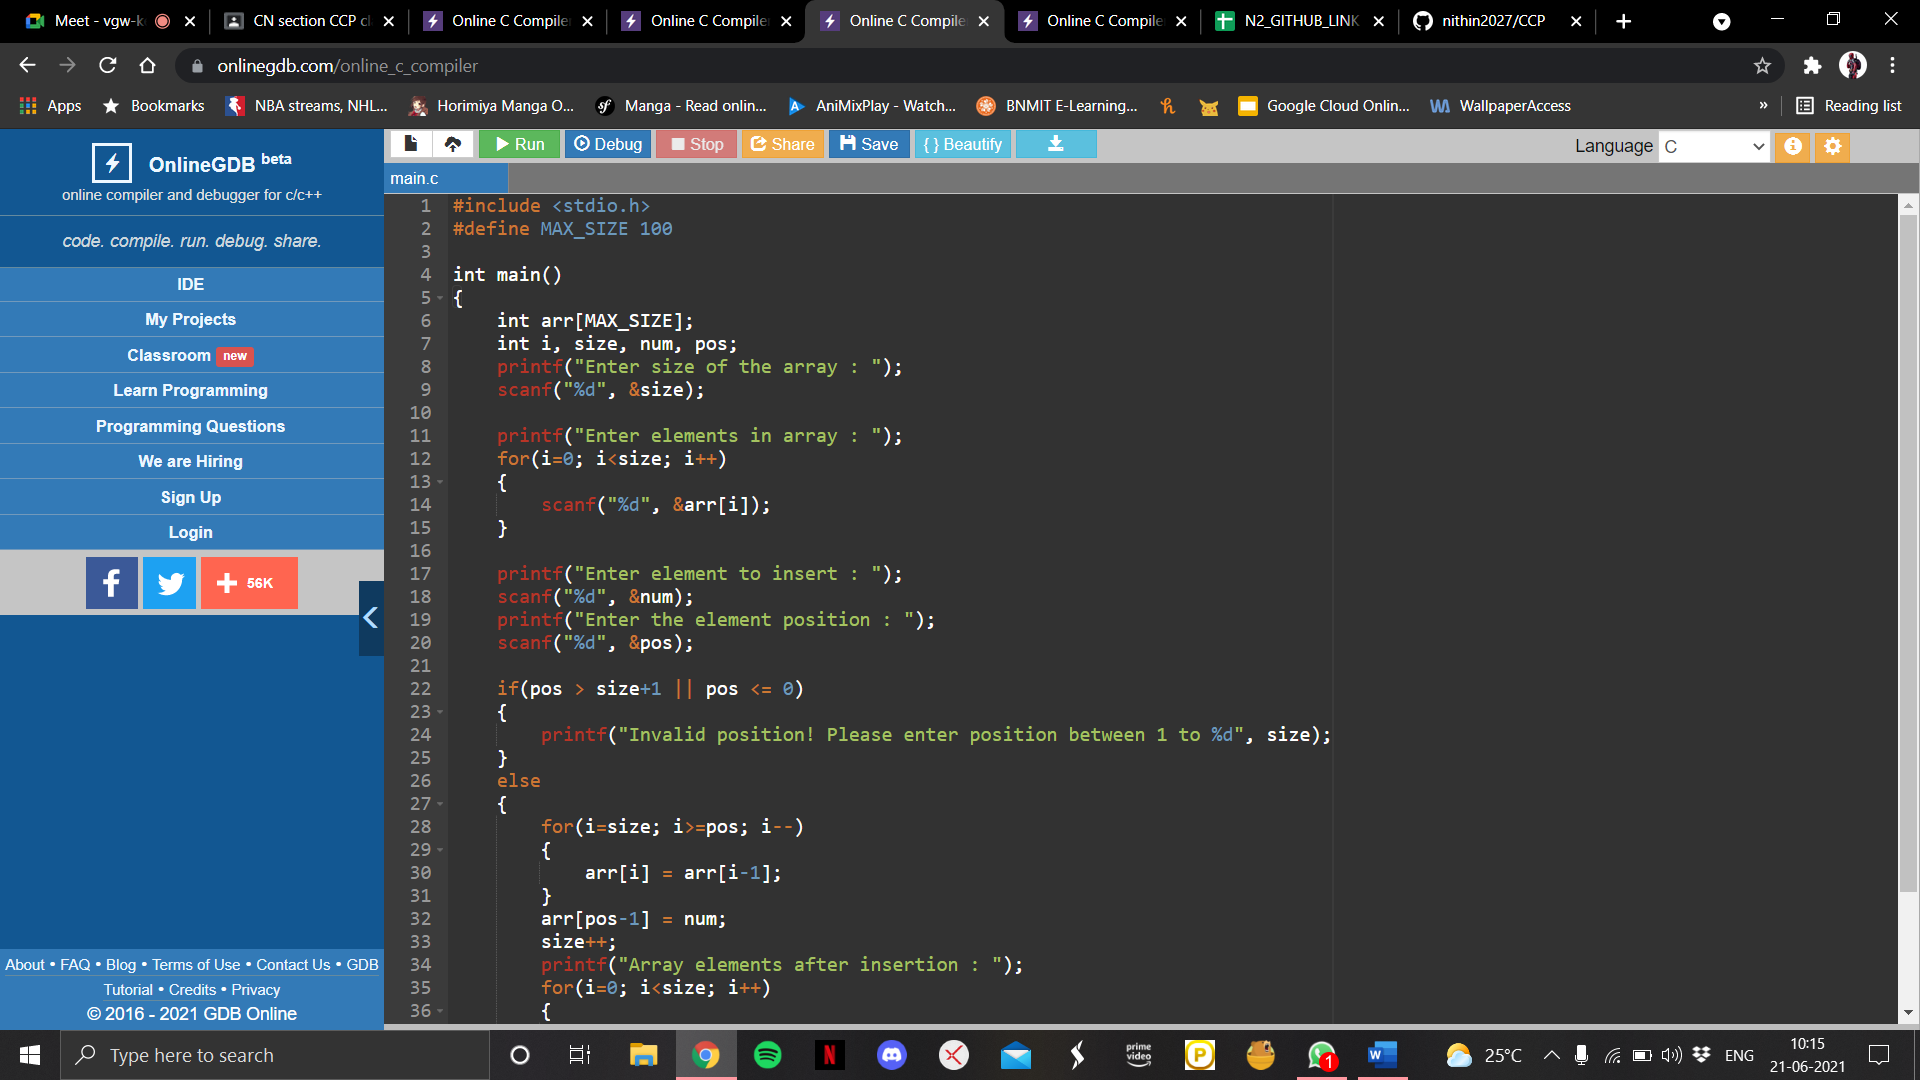 Meet - vgw-k
CN section CCP cl
Online C Compiler
Online C Compiler
Online C Compile
Online C Compile
N2_GITHUB_LINK
nithin2027/CCP
onlinegdb.com/online_c_compiler
Apps
Bookmarks
NBA streams, NHL...
Horimiya Manga O...
Manga - Read onlin...
AniMixPlay - Watch...
BNMIT E-Learning...
Google Cloud Onlin...
WallpaperAccess
»
Reading list
OnlineGDB beta
online compiler and debugger for c/c++
code. compile. run. debug. share.
IDE
My Projects
Classroom new
Learn Programming
Programming Questions
We are Hiring
Sign Up
Login
56K
About • FAQ • Blog • Terms of Use • Contact Us • GDB
Tutorial • Credits • Privacy
© 2016 - 2021 GDB Online
Run
Debug
Stop
Share
Save
{ } Beautify
Language C
main.c
1 #include <stdio.h>
2 #define MAX_SIZE 100
3
4 int main()
5 {
6 int arr[MAX_SIZE];
7 int i, size, num, pos;
8 printf("Enter size of the array : ");
9 scanf("%d", &size);
10
11 printf("Enter elements in array : ");
12 for(i=0; i<size; i++)
13 {
14 scanf("%d", &arr[i]);
15 }
16
17 printf("Enter element to insert : ");
18 scanf("%d", &num);
19 printf("Enter the element position : ");
20 scanf("%d", &pos);
21
22 if(pos > size+1 || pos <= 0)
23 {
24 printf("Invalid position! Please enter position between 1 to %d", size);
25 }
26 else
27 {
28 for(i=size; i>=pos; i--)
29 {
30 arr[i] = arr[i-1];
31 }
32 arr[pos-1] = num;
33 size++;
34 printf("Array elements after insertion : ");
35 for(i=0; i<size; i++)
36 {
Type here to search
prime video
1
25°C
ENG
10:15
21-06-2021